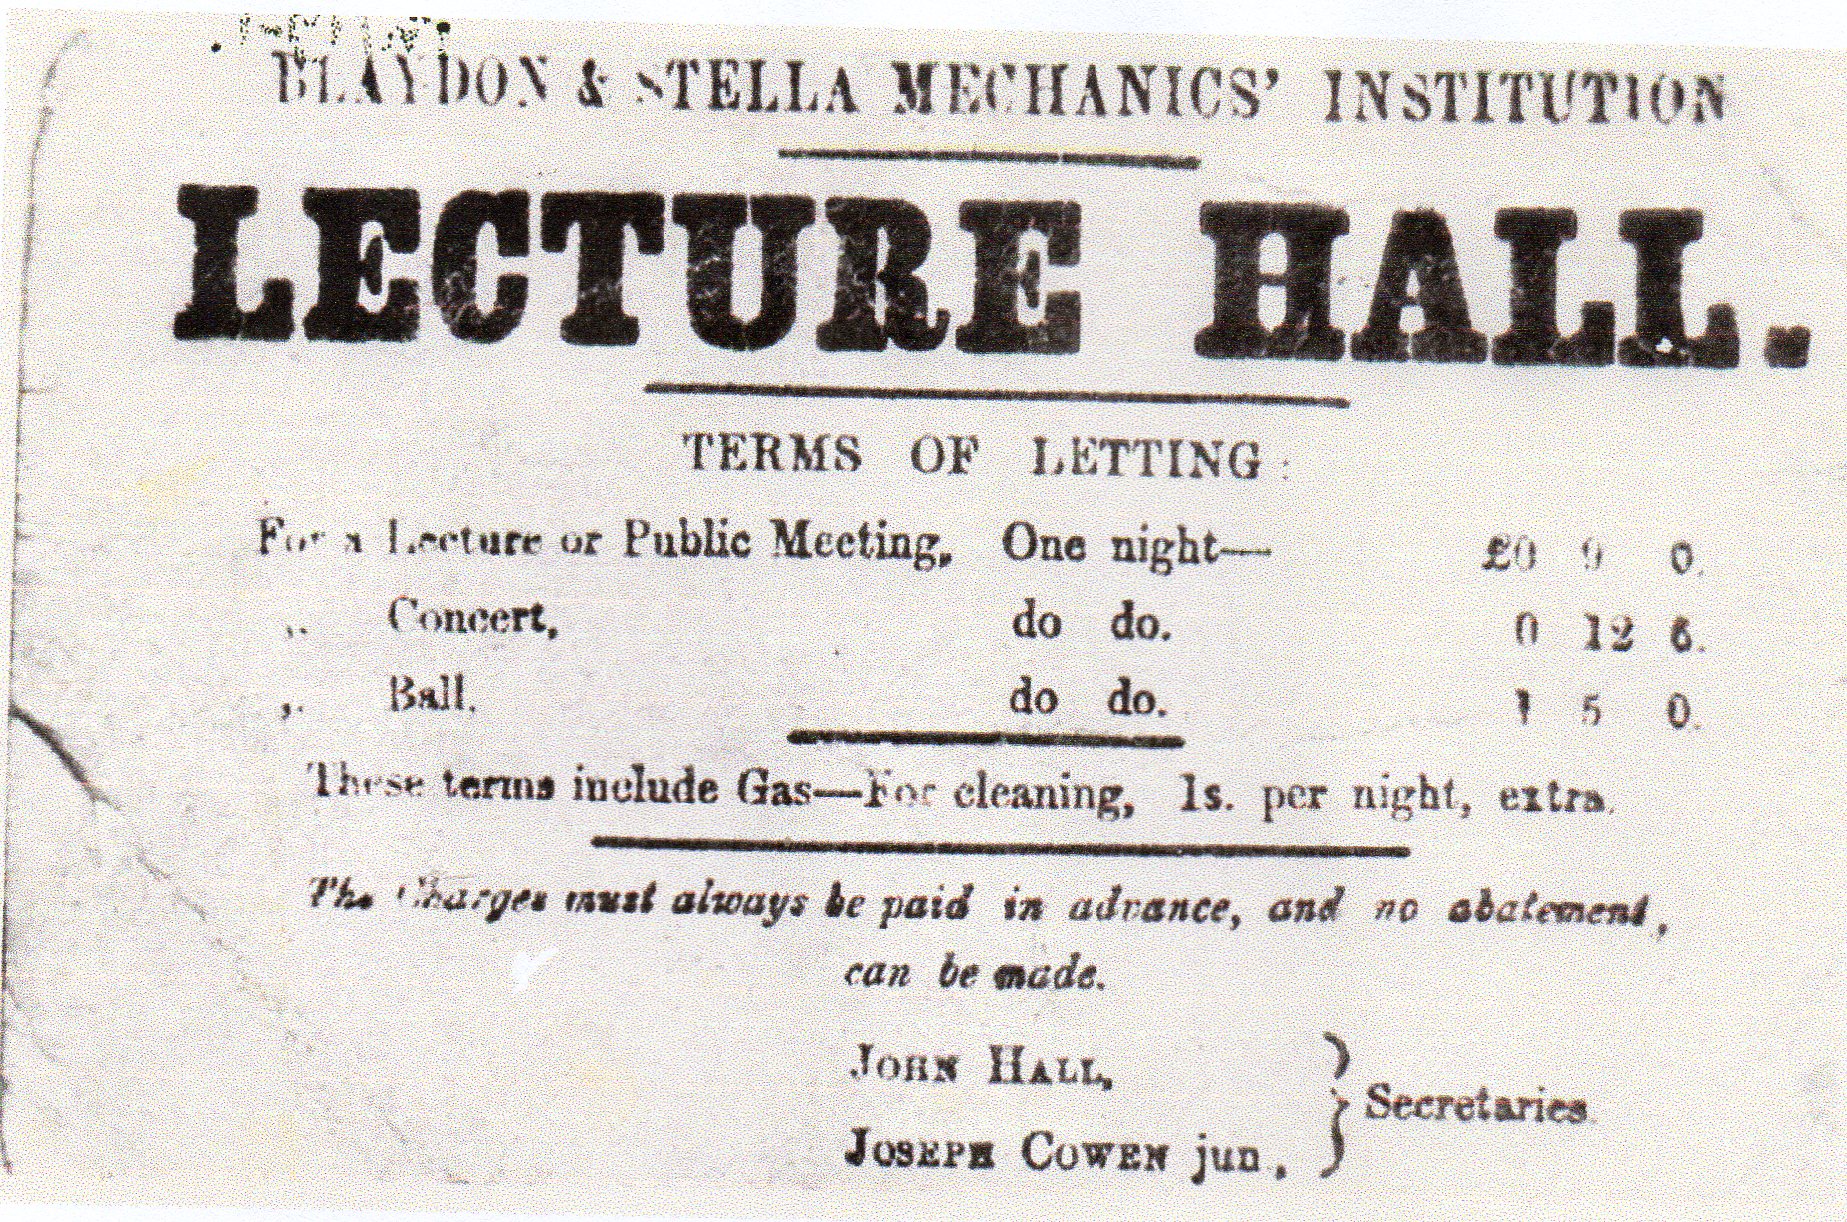 BLAYDON & STELLA MECHANICS' INSTITUTION
LECTURE HALL.
TERMS OF LETTING:
For a Lecture or Public Meeting, One night— £0 9 0.
„ Concert, do do. 0 12 6.
„ Ball, do do. 1 5 0.
These terms include Gas—For cleaning, 1s. per night, extra.
The Charges must always be paid in advance, and no abatement,
can be made.
JOHN HALL,
JOSEPH COWEN jun., } Secretaries